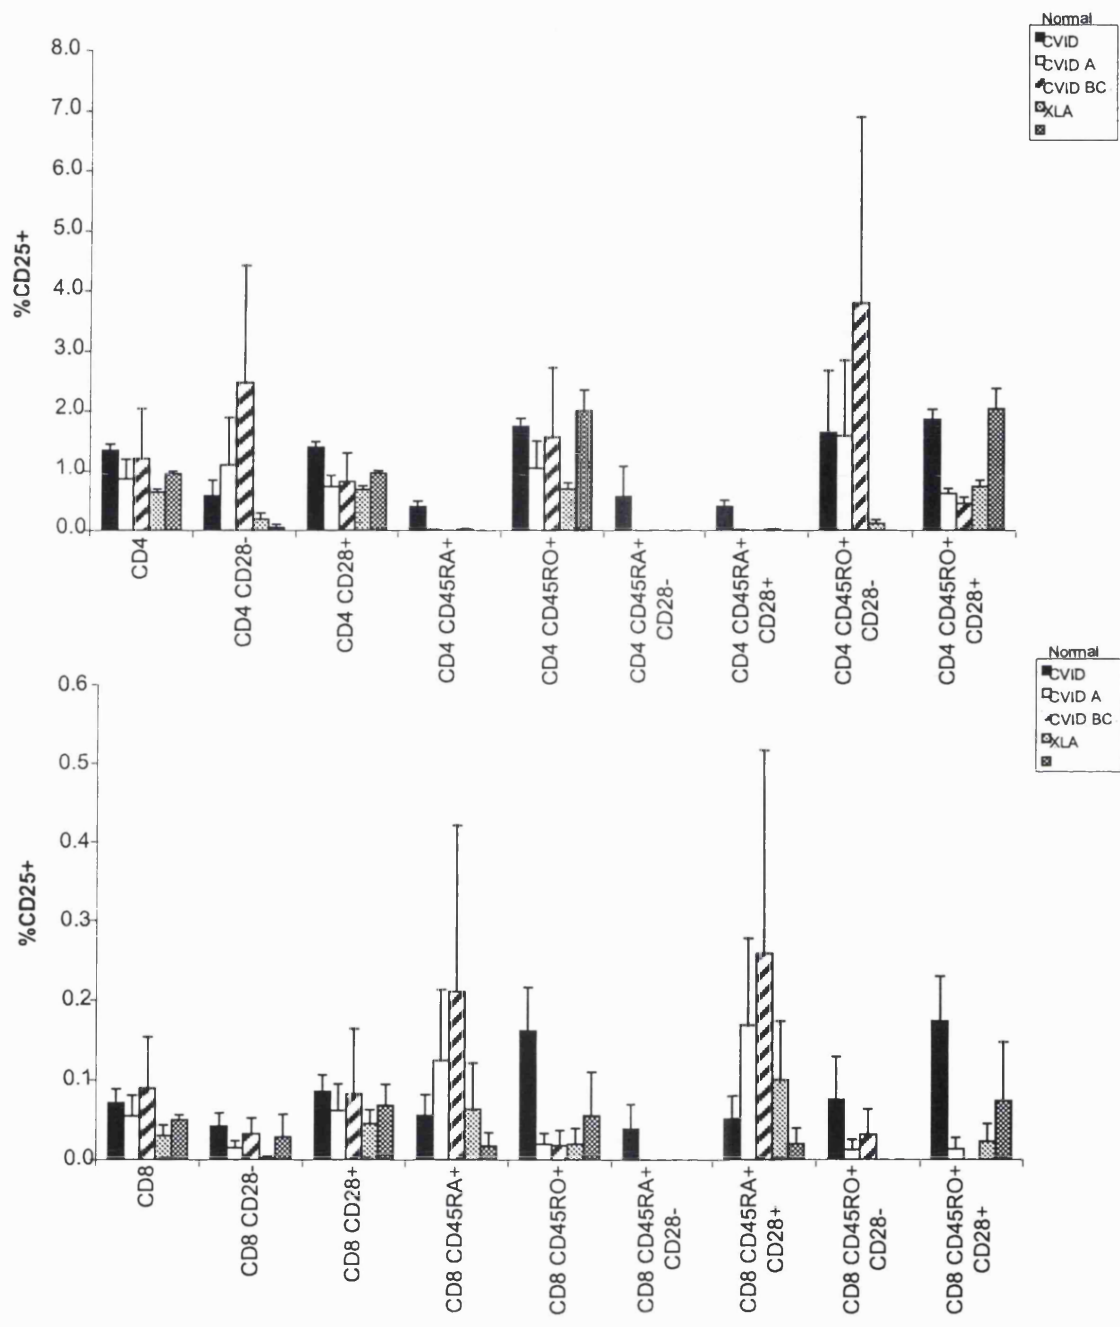 Normal
CVID
CVID A
CVID BC
XLA
8.0
7.0
6.0
5.0
4.0
3.0
2.0
1.0
0.0
%CD25+
CD4
CD4 CD28-
CD4 CD28+
CD4 CD45RA+
CD4 CD45RO+
CD4 CD45RA+
CD28-
CD4 CD45RA+
CD28+
CD4 CD45RO+
CD28-
CD4 CD45RO+
CD28+
Normal
CVID
CVID A
CVID BC
XLA
0.6
0.5
0.4
0.3
0.2
0.1
0.0
%CD25+
CD8
CD8 CD28-
CD8 CD28+
CD8 CD45RA+
CD8 CD45RO+
CD8 CD45RA+
CD28-
CD8 CD45RA+
CD28+
CD8 CD45RO+
CD28-
CD8 CD45RO+
CD28+